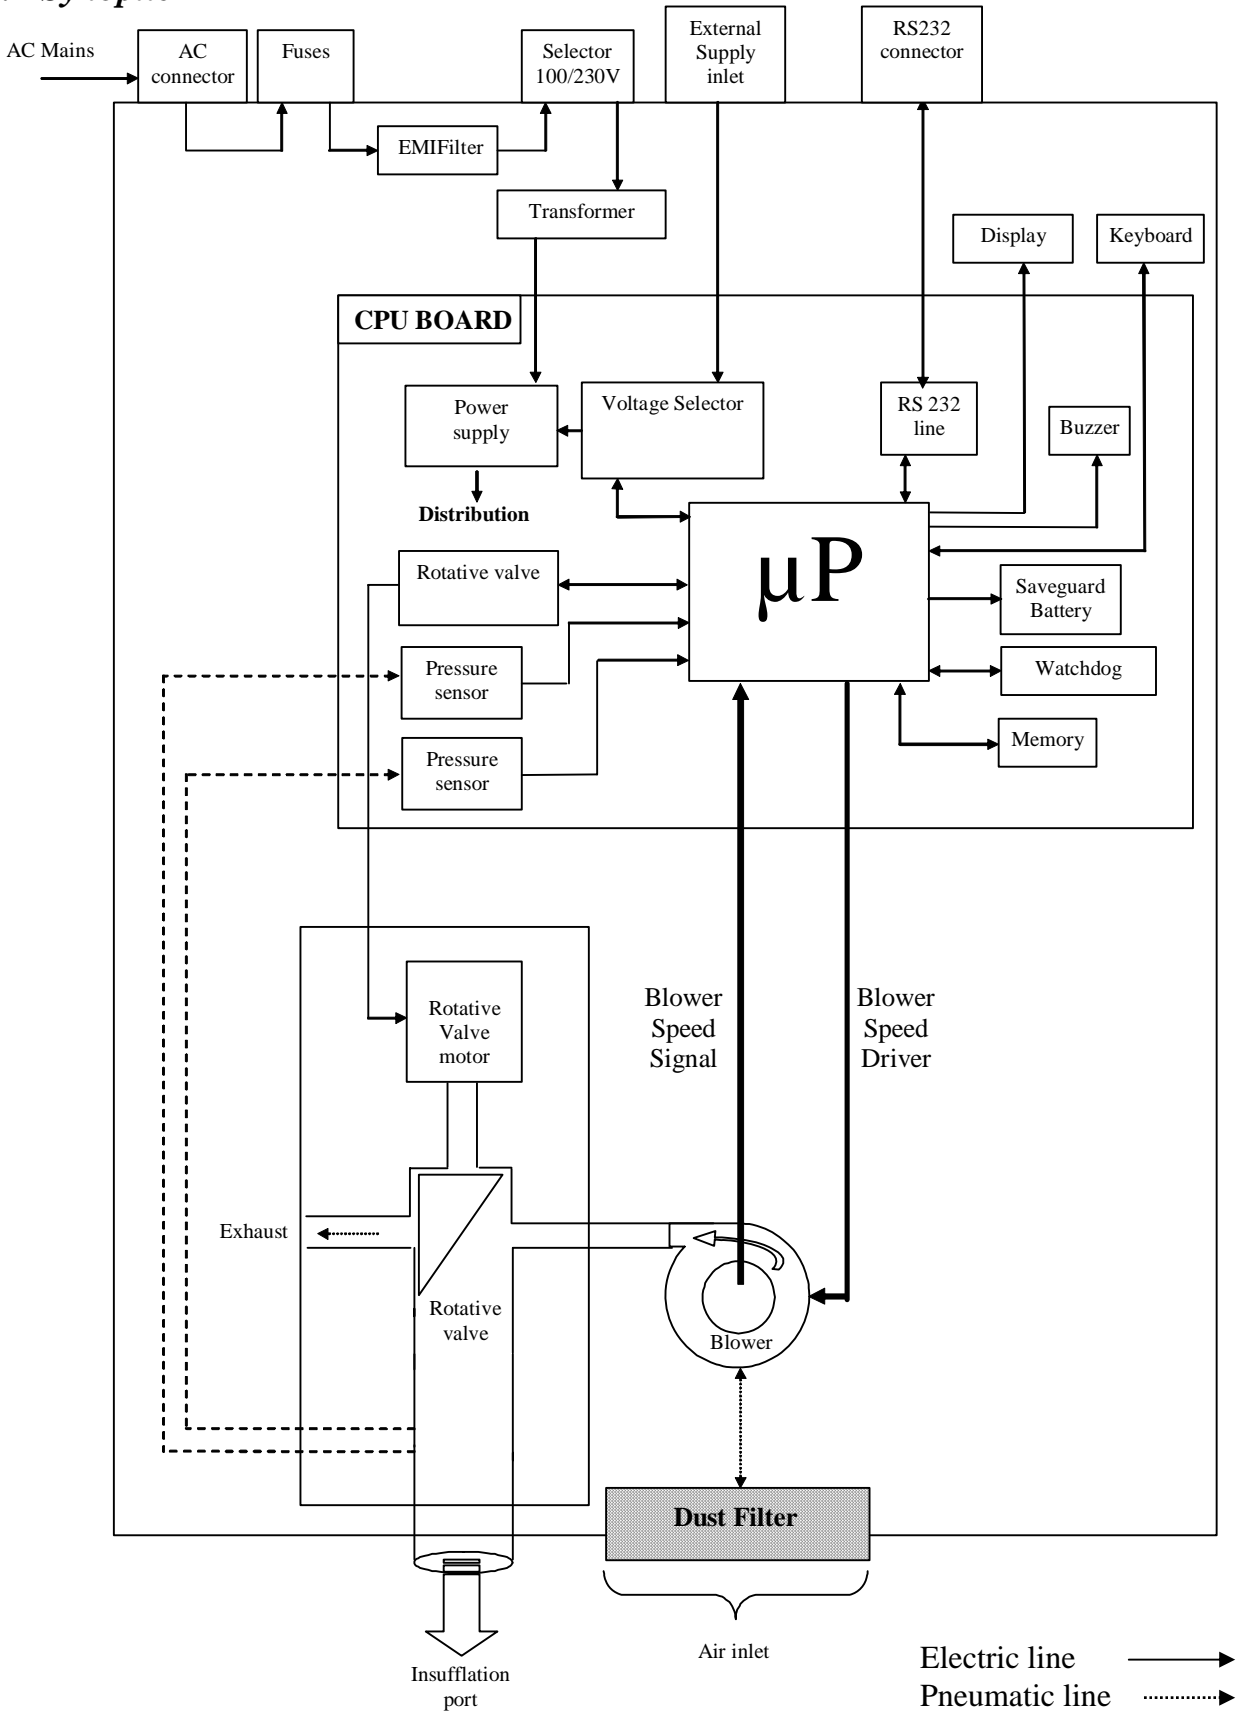 AC Mains
AC
connector
Fuses
Selector
100/230V
External
Supply
inlet
RS232
connector
EMIFilter
Transformer
Display
Keyboard
CPU BOARD
Power
supply
Voltage Selector
RS 232
line
Buzzer
Distribution
µP
Rotative valve
Saveguard
Battery
Pressure
sensor
Watchdog
Pressure
sensor
Memory
Rotative
Valve
motor
Blower
Speed
Signal
Blower
Speed
Driver
Exhaust
Rotative
valve
Blower
Dust Filter
Air inlet
Insufflation
port
Electric line
Pneumatic line